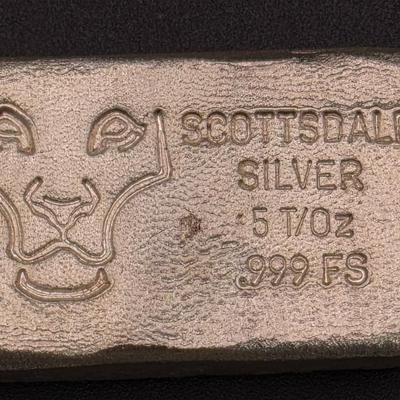 SCOTTSDALE
SILVER
5 T/Oz
.999 FS